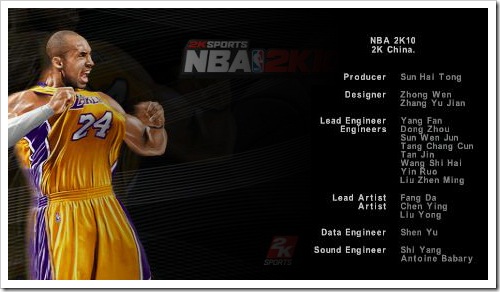 24
2K SPORTS
NBA 2K
NBA 2K10
2K China.
Producer Sun Hai Tong
Designer Zhong Wen
Zhang Yu Jian
Lead Engineer Yang Fan
Engineers Dong Zhou
Sun Wen Jun
Tang Chang Cun
Tan Jin
Wang Shi Hai
Yin Ruo
Liu Zhen Ming
Lead Artist Fang Da
Artist Chen Ying
Liu Yong
Data Engineer Shen Yu
Sound Engineer Shi Yang
Antoine Babary
2K
SPORTS